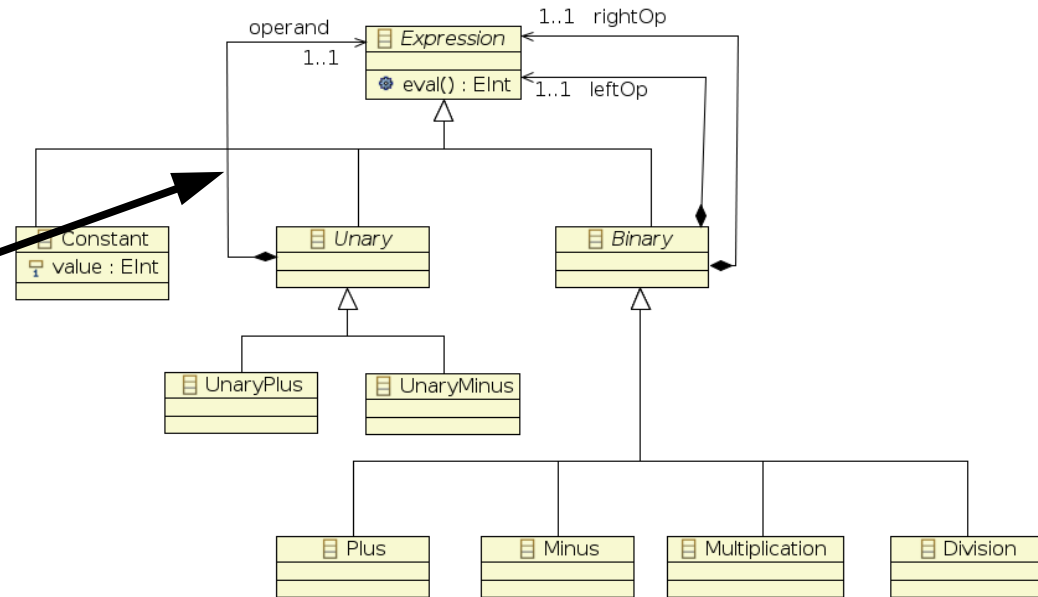 operand
1..1
Expression
eval() : EInt
1..1 rightOp
1..1 leftOp
Constant
value : EInt
Unary
Binary
UnaryPlus
UnaryMinus
Plus
Minus
Multiplication
Division